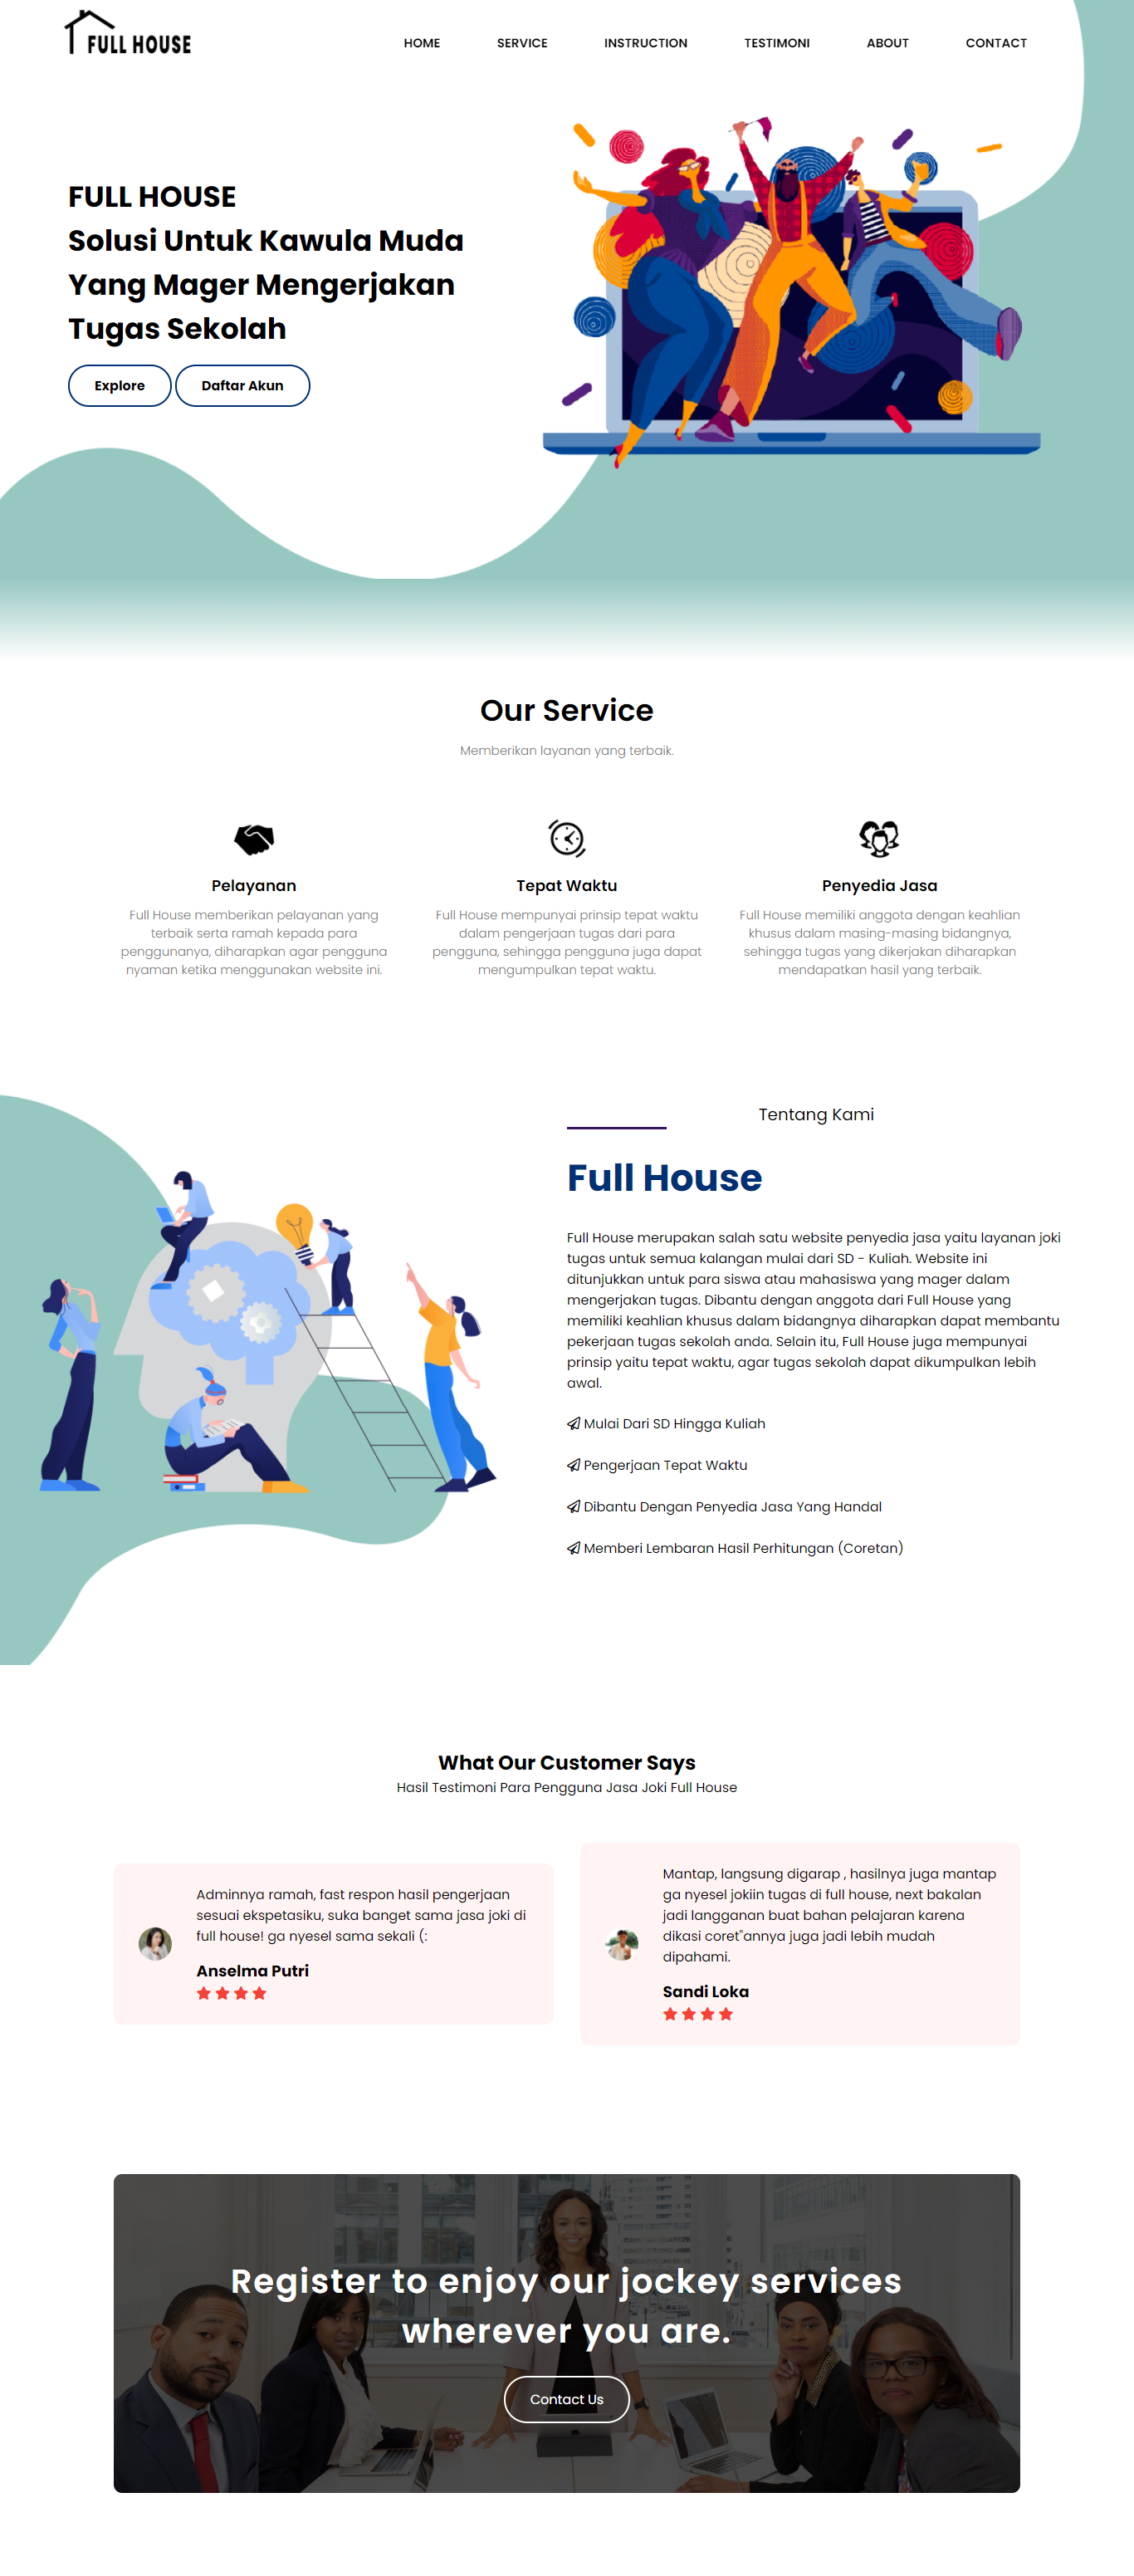 FULL HOUSE
HOME
SERVICE
INSTRUCTION
TESTIMONI
ABOUT
CONTACT
FULL HOUSE
Solusi Untuk Kawula Muda
Yang Mager Mengerjakan
Tugas Sekolah
Explore
Daftar Akun
Our Service
Memberikan layanan yang terbaik.
Pelayanan
Full House memberikan pelayanan yang
terbaik serta ramah kepada para
penggunanya, diharapkan agar pengguna
nyaman ketika menggunakan website ini.
Tepat Waktu
Full House mempunyai prinsip tepat waktu
dalam pengerjaan tugas dari para
pengguna, sehingga pengguna juga dapat
mengumpulkan tepat waktu.
Penyedia Jasa
Full House memiliki anggota dengan keahlian
khusus dalam masing-masing bidangnya,
sehingga tugas yang dikerjakan diharapkan
mendapatkan hasil yang terbaik.
Tentang Kami
Full House
Full House merupakan salah satu website penyedia jasa yaitu layanan joki
tugas untuk semua kalangan mulai dari SD - Kuliah. Website ini
ditunjukkan untuk para siswa atau mahasiswa yang mager dalam
mengerjakan tugas. Dibantu dengan anggota dari Full House yang
memiliki keahlian khusus dalam bidangnya diharapkan dapat membantu
pekerjaan tugas sekolah anda. Selain itu, Full House juga mempunyai
prinsip yaitu tepat waktu, agar tugas sekolah dapat dikumpulkan lebih
awal.
Mulai Dari SD Hingga Kuliah
Pengerjaan Tepat Waktu
Dibantu Dengan Penyedia Jasa Yang Handal
Memberi Lembaran Hasil Perhitungan (Coretan)
What Our Customer Says
Hasil Testimoni Para Pengguna Jasa Joki Full House
Adminnya ramah, fast respon hasil pengerjaan
sesuai ekspetasiku, suka banget sama jasa joki di
full house! ga nyesel sama sekali (:
Anselma Putri
Mantap, langsung digarap , hasilnya juga mantap
ga nyesel jokiin tugas di full house, next bakalan
jadi langganan buat bahan pelajaran karena
dikasi coret"annya juga jadi lebih mudah
dipahami.
Sandi Loka
Register to enjoy our jockey services
wherever you are.
Contact Us